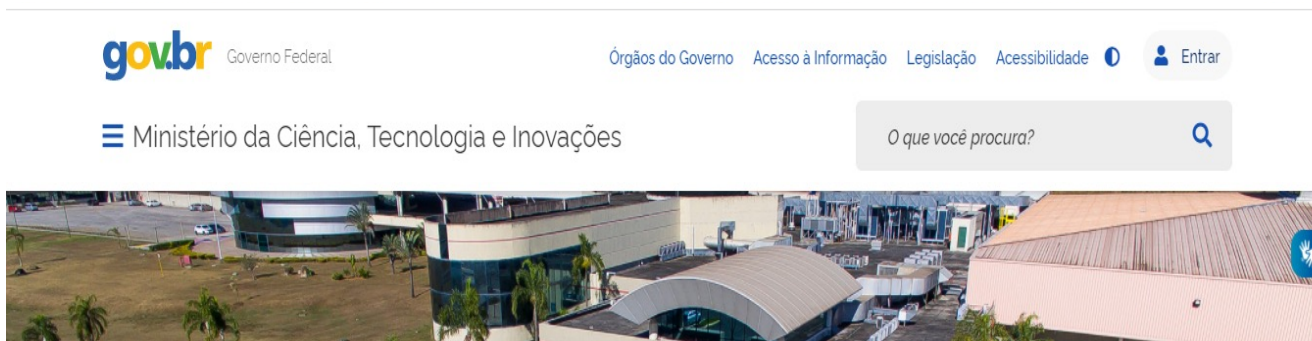 gov.br Governo Federal Órgãos do Governo Acesso à Informação Legislação Acessibilidade Entrar
Ministério da Ciência, Tecnologia e Inovações O que você procura?